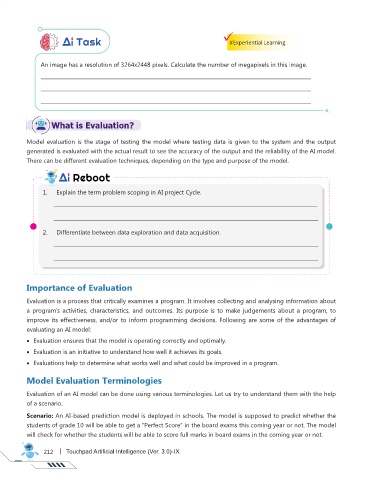 Ai Task
#Experiential Learning
An image has a resolution of 3264x2448 pixels. Calculate the number of megapixels in this image.
What is Evaluation?
Model evaluation is the stage of testing the model where testing data is given to the system and the output
generated is evaluated with the actual result to see the accuracy of the output and the reliability of the AI model.
There can be different evaluation techniques, depending on the type and purpose of the model.
Ai Reboot
1. Explain the term problem scoping in AI project Cycle.
2. Differentiate between data exploration and data acquisition.
Importance of Evaluation
Evaluation is a process that critically examines a program. It involves collecting and analysing information about
a program's activities, characteristics, and outcomes. Its purpose is to make judgements about a program, to
improve its effectiveness, and/or to inform programming decisions. Following are some of the advantages of
evaluating an AI model:
• Evaluation ensures that the model is operating correctly and optimally.
• Evaluation is an initiative to understand how well it achieves its goals.
• Evaluations help to determine what works well and what could be improved in a program.
Model Evaluation Terminologies
Evaluation of an AI model can be done using various terminologies. Let us try to understand them with the help
of a scenario.
Scenario: An AI-based prediction model is deployed in schools. The model is supposed to predict whether the
students of grade 10 will be able to get a "Perfect Score" in the board exams this coming year or not. The model
will check for whether the students will be able to score full marks in board exams in the coming year or not.
212 | Touchpad Artificial Intelligence (Ver. 3.0)-IX